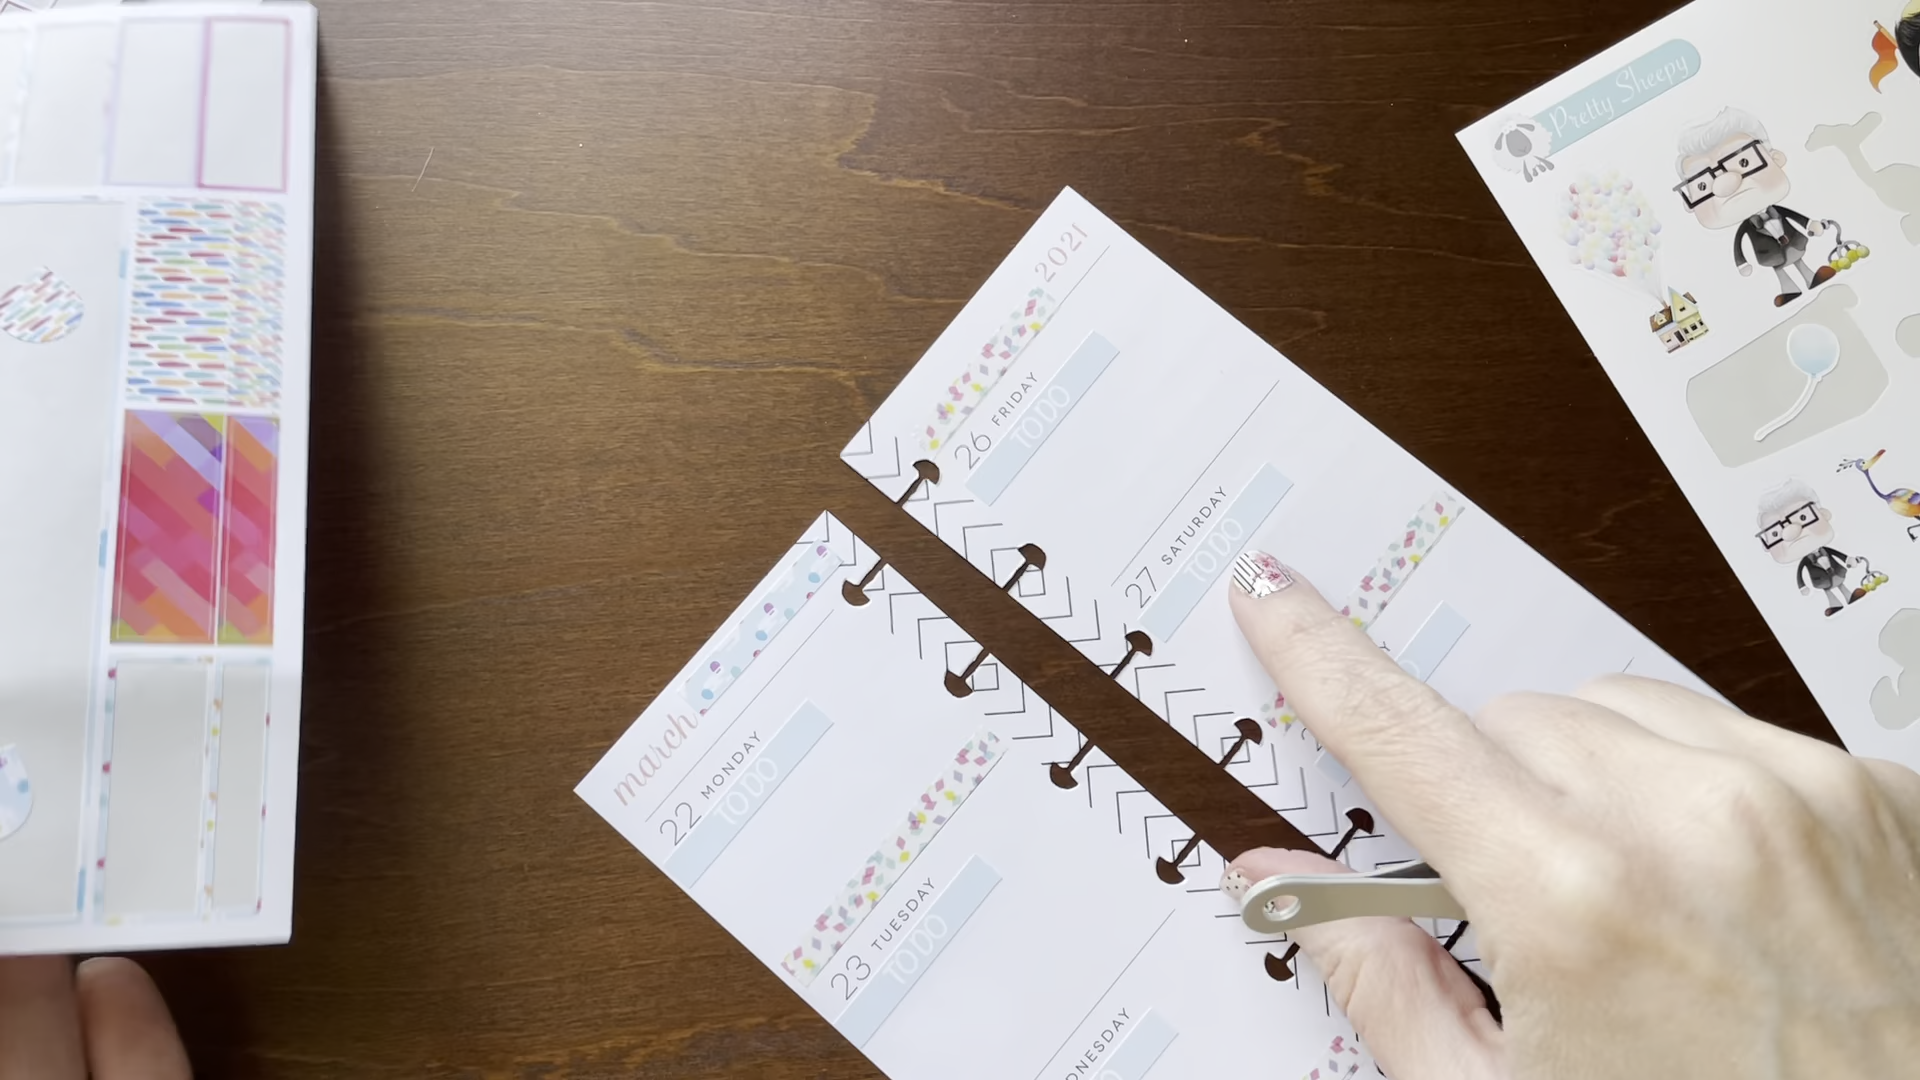 Pretty Sheepy
march
22 MONDAY
TO DO
23 TUESDAY
TO DO
DNESDAY
2021
26 FRIDAY
TO DO
27 SATURDAY
TO DO